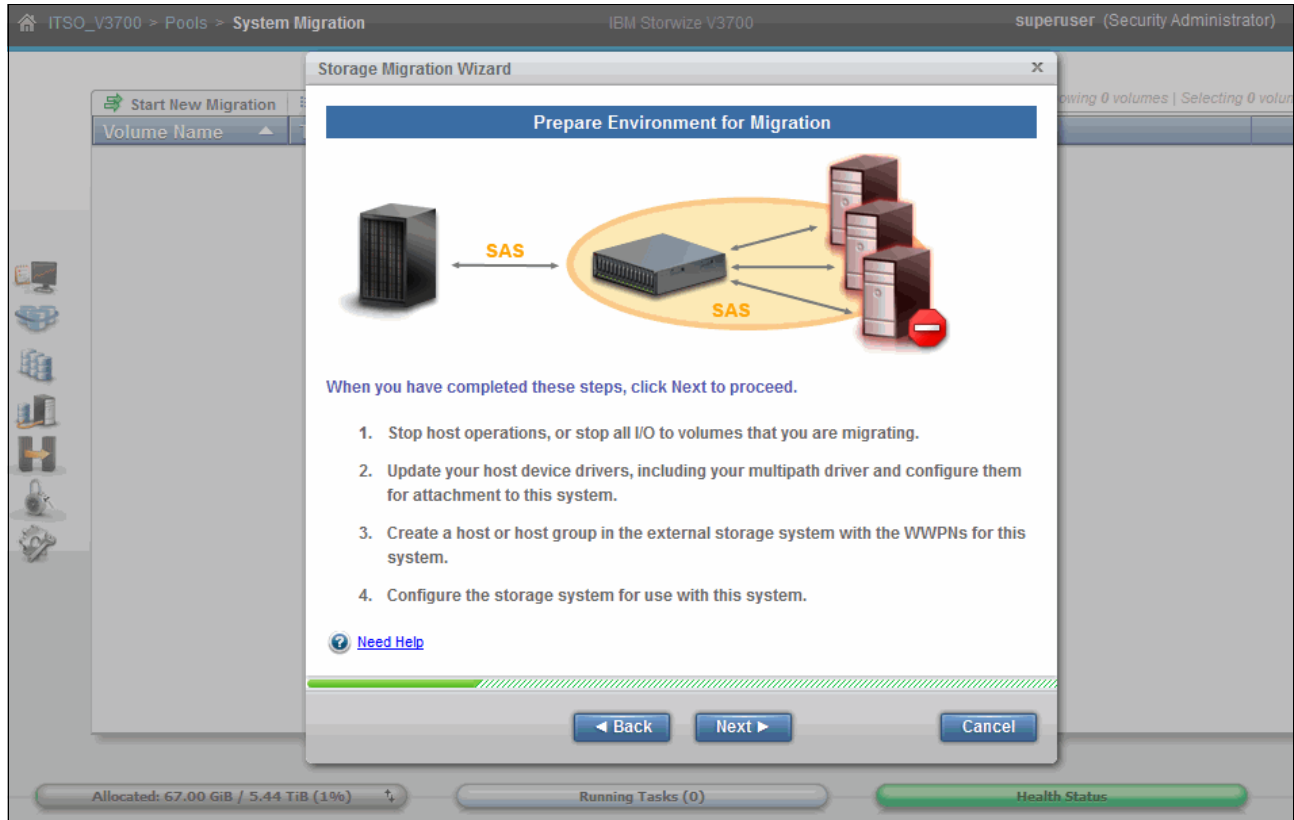 ITSO_V3700 > Pools > System Migration
IBM Storwize V3700
superuser (Security Administrator)
Storage Migration Wizard
x
Start New Migration
owing 0 volumes | Selecting 0 volun
Volume Name
Prepare Environment for Migration
SAS
SAS
When you have completed these steps, click Next to proceed.
1. Stop host operations, or stop all I/O to volumes that you are migrating.
2. Update your host device drivers, including your multipath driver and configure them
for attachment to this system.
3. Create a host or host group in the external storage system with the WWPNs for this
system.
4. Configure the storage system for use with this system.
Need Help
Back
Next
Cancel
Allocated: 67.00 GiB / 5.44 TiB (1%)
Running Tasks (0)
Health Status